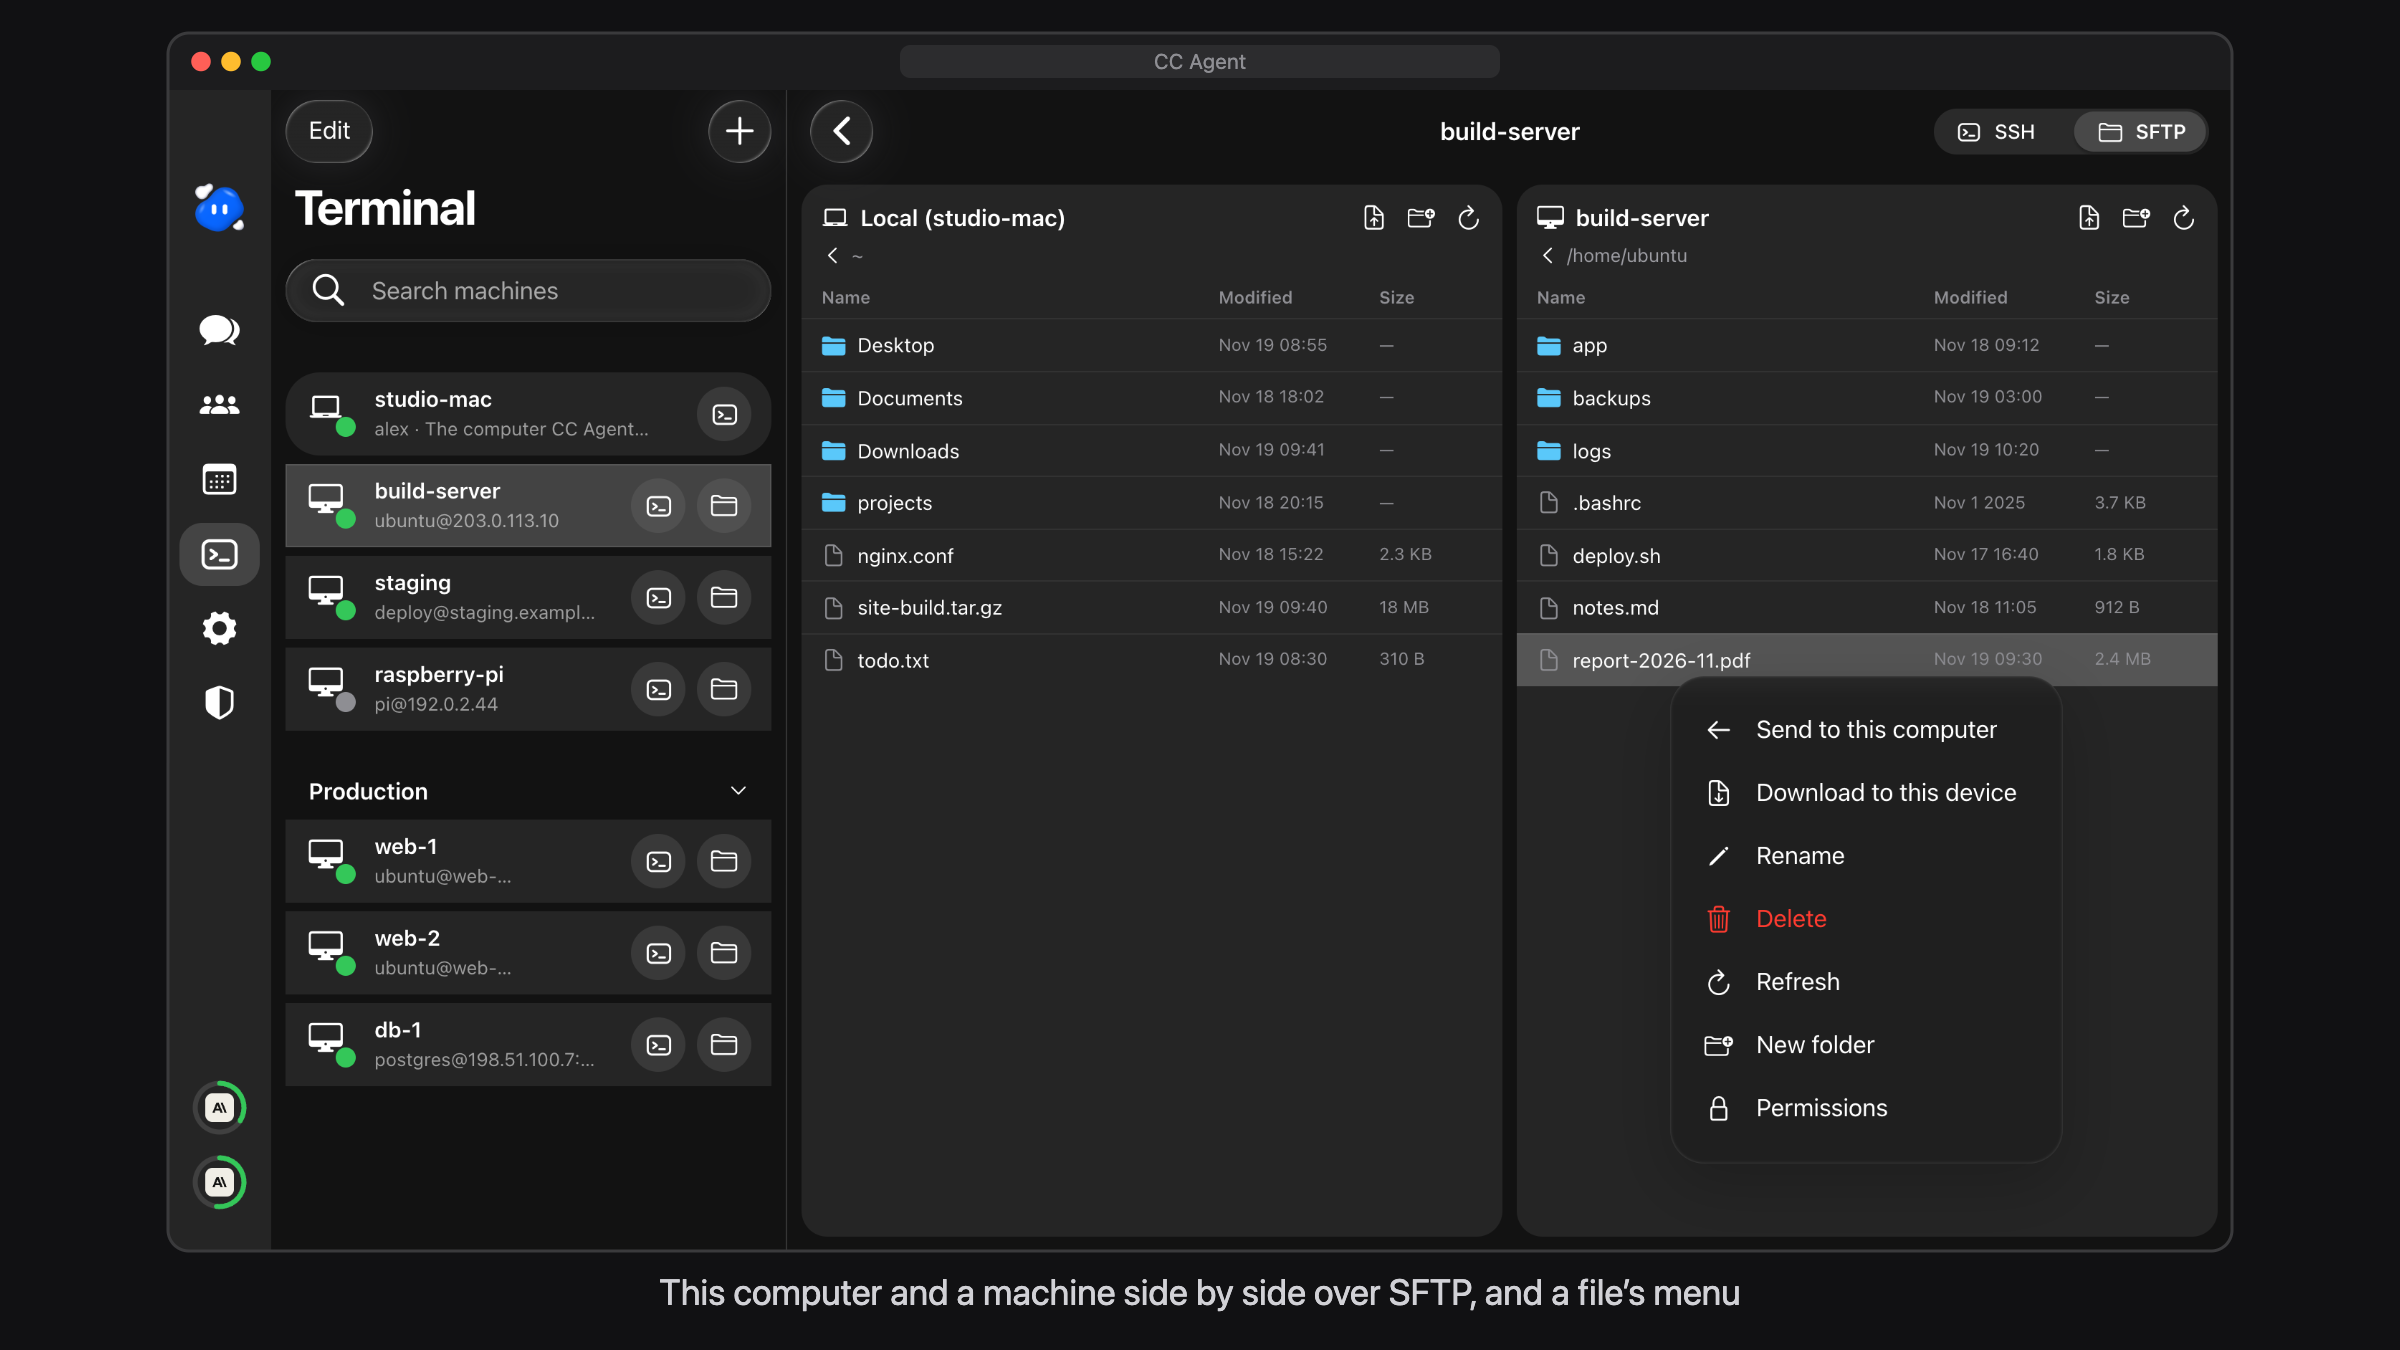 CC Agent
Edit
Terminal
Search machines
studio-mac
alex · The computer CC Agent...
build-server
ubuntu@203.0.113.10
staging
deploy@staging.exampl...
raspberry-pi
pi@192.0.2.44
Production
web-1
ubuntu@web-...
web-2
ubuntu@web-...
db-1
postgres@198.51.100.7:...
build-server
SSH
SFTP
Local (studio-mac)
~
Name Modified Size
Desktop Nov 19 08:55 —
Documents Nov 18 18:02 —
Downloads Nov 19 09:41 —
projects Nov 18 20:15 —
nginx.conf Nov 18 15:22 2.3 KB
site-build.tar.gz Nov 19 09:40 18 MB
todo.txt Nov 19 08:30 310 B
build-server
/home/ubuntu
Name Modified Size
app Nov 18 09:12 —
backups Nov 19 03:00 —
logs Nov 19 10:20 —
.bashrc Nov 1 2025 3.7 KB
deploy.sh Nov 17 16:40 1.8 KB
notes.md Nov 18 11:05 912 B
report-2026-11.pdf Nov 19 09:30 2.4 MB
Send to this computer
Download to this device
Rename
Delete
Refresh
New folder
Permissions
This computer and a machine side by side over SFTP, and a file’s menu